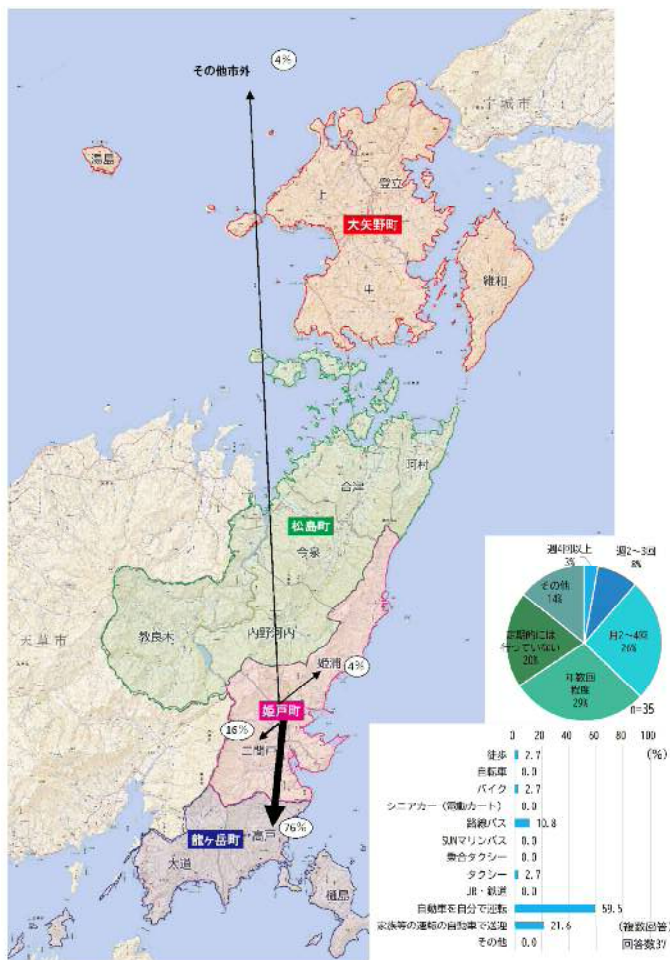 その他市外
4%
宇城市
湯島
上
登立
大矢野町
中
維和
阿村
合津
松島町
今泉
教良木
内野河内
天草市
姫浦
4%
姫戸町
16%
二間戸
76%
龍ヶ岳町
高戸
大道
樋島
週4回以上
3%
週2～3回
8%
その他
14%
月2～4回
26%
定期的には
行っていない
20%
年数回
程度
29%
n=35
0 20 40 60 80 100 (%)
徒歩 2.7
自転車 0.0
バイク 2.7
シニアカー（電動カート） 0.0
路線バス 10.8
SUNマリンバス 0.0
乗合タクシー 0.0
タクシー 2.7
JR・鉄道 0.0
自動車を自分で運転 59.5
家族等の運転の自動車で送迎 21.6
その他 0.0
(複数回答)
回答数37